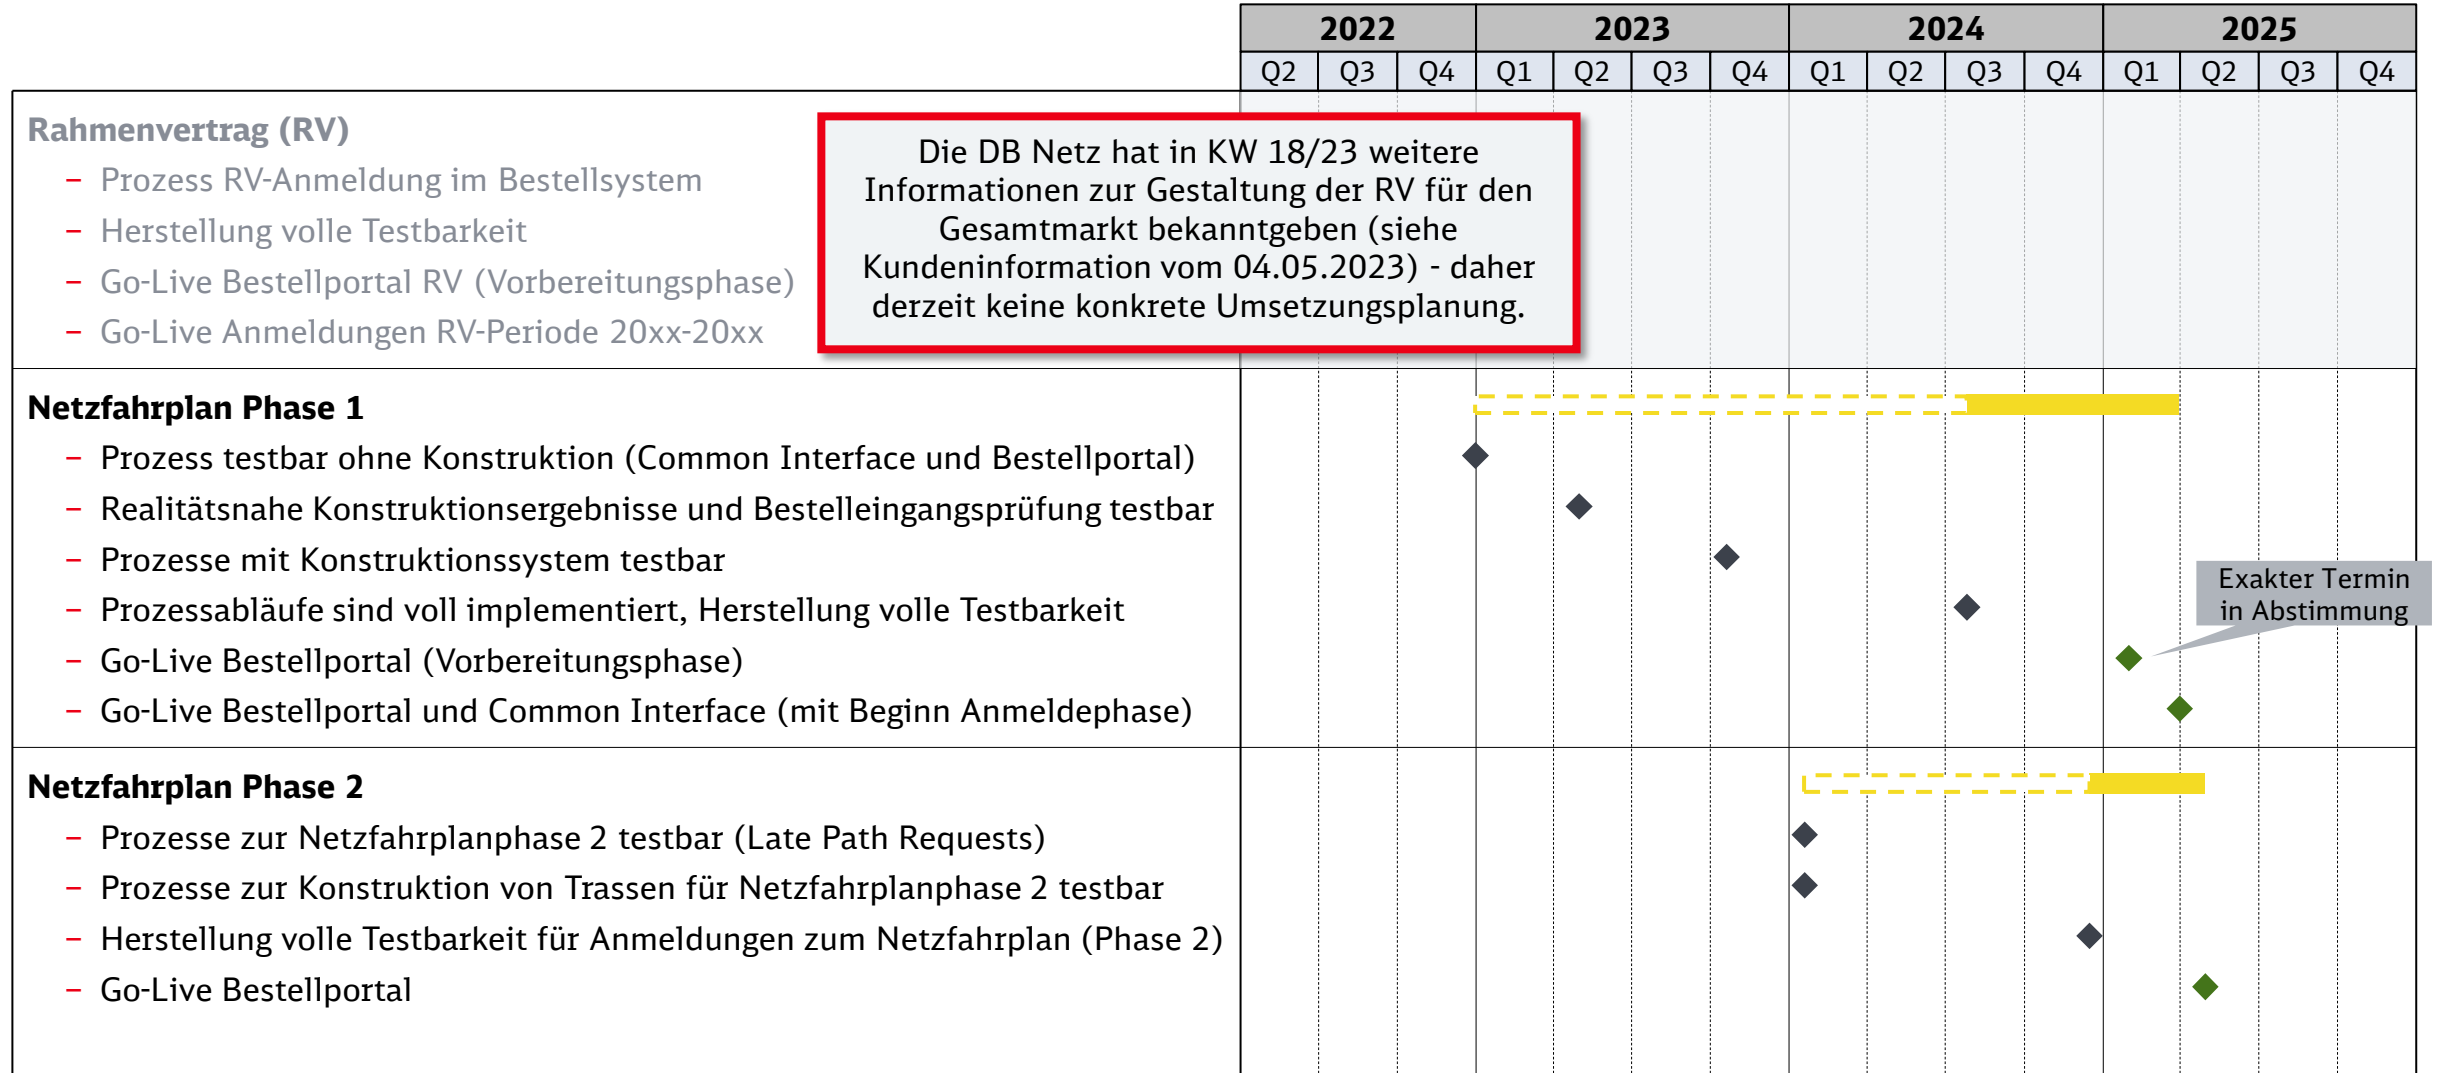 2022 2023 2024 2025
Q2 Q3 Q4 Q1 Q2 Q3 Q4 Q1 Q2 Q3 Q4 Q1 Q2 Q3 Q4
Rahmenvertrag (RV)
– Prozess RV-Anmeldung im Bestellsystem
– Herstellung volle Testbarkeit
– Go-Live Bestellportal RV (Vorbereitungsphase)
– Go-Live Anmeldungen RV-Periode 20xx-20xx
Die DB Netz hat in KW 18/23 weitere
Informationen zur Gestaltung der RV für den
Gesamtmarkt bekanntgeben (siehe
Kundeninformation vom 04.05.2023) - daher
derzeit keine konkrete Umsetzungsplanung.
Netzfahrplan Phase 1
– Prozess testbar ohne Konstruktion (Common Interface und Bestellportal)
– Realitätsnahe Konstruktionsergebnisse und Bestelleingangsprüfung testbar
– Prozesse mit Konstruktionssystem testbar
– Prozessabläufe sind voll implementiert, Herstellung volle Testbarkeit
– Go-Live Bestellportal (Vorbereitungsphase)
– Go-Live Bestellportal und Common Interface (mit Beginn Anmeldephase)
Exakter Termin
in Abstimmung
Netzfahrplan Phase 2
– Prozesse zur Netzfahrplanphase 2 testbar (Late Path Requests)
– Prozesse zur Konstruktion von Trassen für Netzfahrplanphase 2 testbar
– Herstellung volle Testbarkeit für Anmeldungen zum Netzfahrplan (Phase 2)
– Go-Live Bestellportal